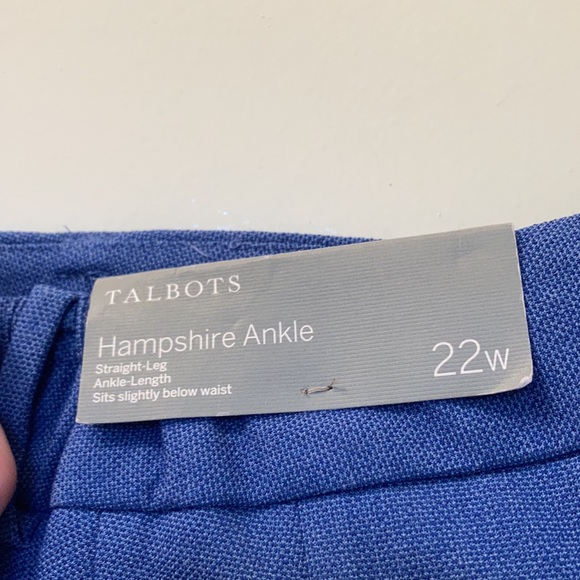 TALBOTS
Hampshire Ankle
Straight-Leg
Ankle-Length
Sits slightly below waist
22W